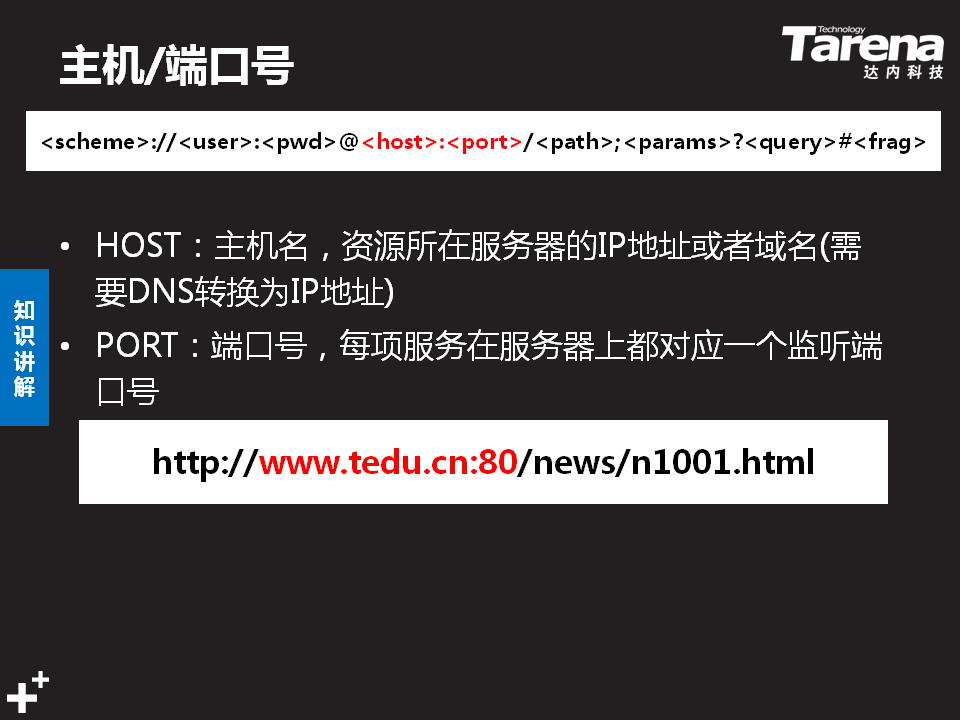 主机/端口号
Technology
Tarena
达内科技
<scheme>://<user>:<pwd>@<host>:<port>/<path>;<params>?<query>#<frag>
• HOST：主机名，资源所在服务器的IP地址或者域名(需
要DNS转换为IP地址)
• PORT：端口号，每项服务在服务器上都对应一个监听端
口号
知识讲解
http://www.tedu.cn:80/news/n1001.html